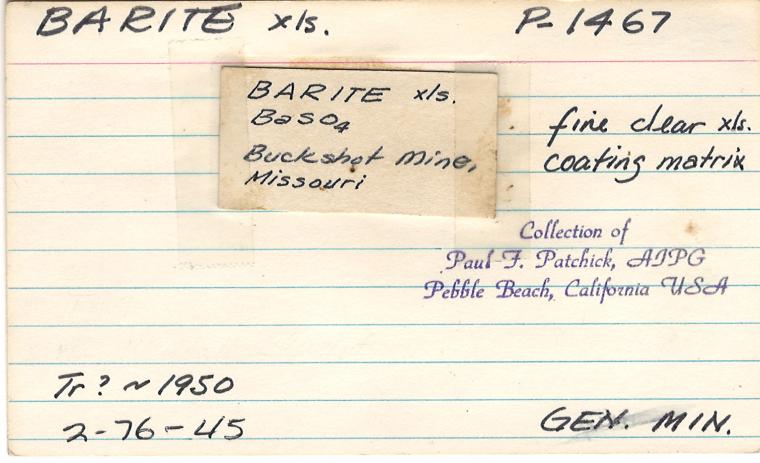 BARITE xls. P-1467
BARITE xls.
BaSO4
Buckshot Mine,
Missouri
fine clear xls.
coating matrix
Collection of
Paul F. Patchick, AIPG
Pebble Beach, California USA
Tr? ~ 1950
2-76-45 GEN. MIN.